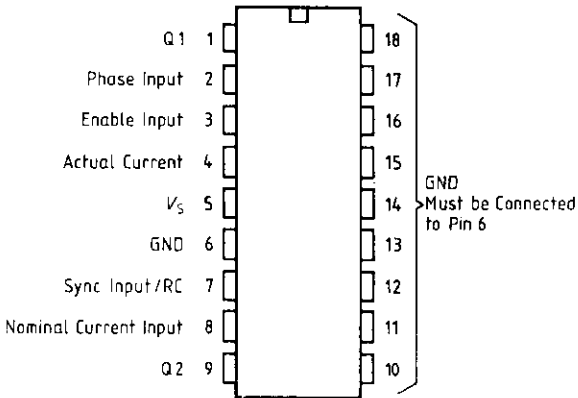 Q1 1
Phase Input 2
Enable Input 3
Actual Current 4
VS 5
GND 6
Sync Input/RC 7
Nominal Current Input 8
Q2 9
18
17
16
15
14
13
12
11
10
GND
Must be Connected
to Pin 6